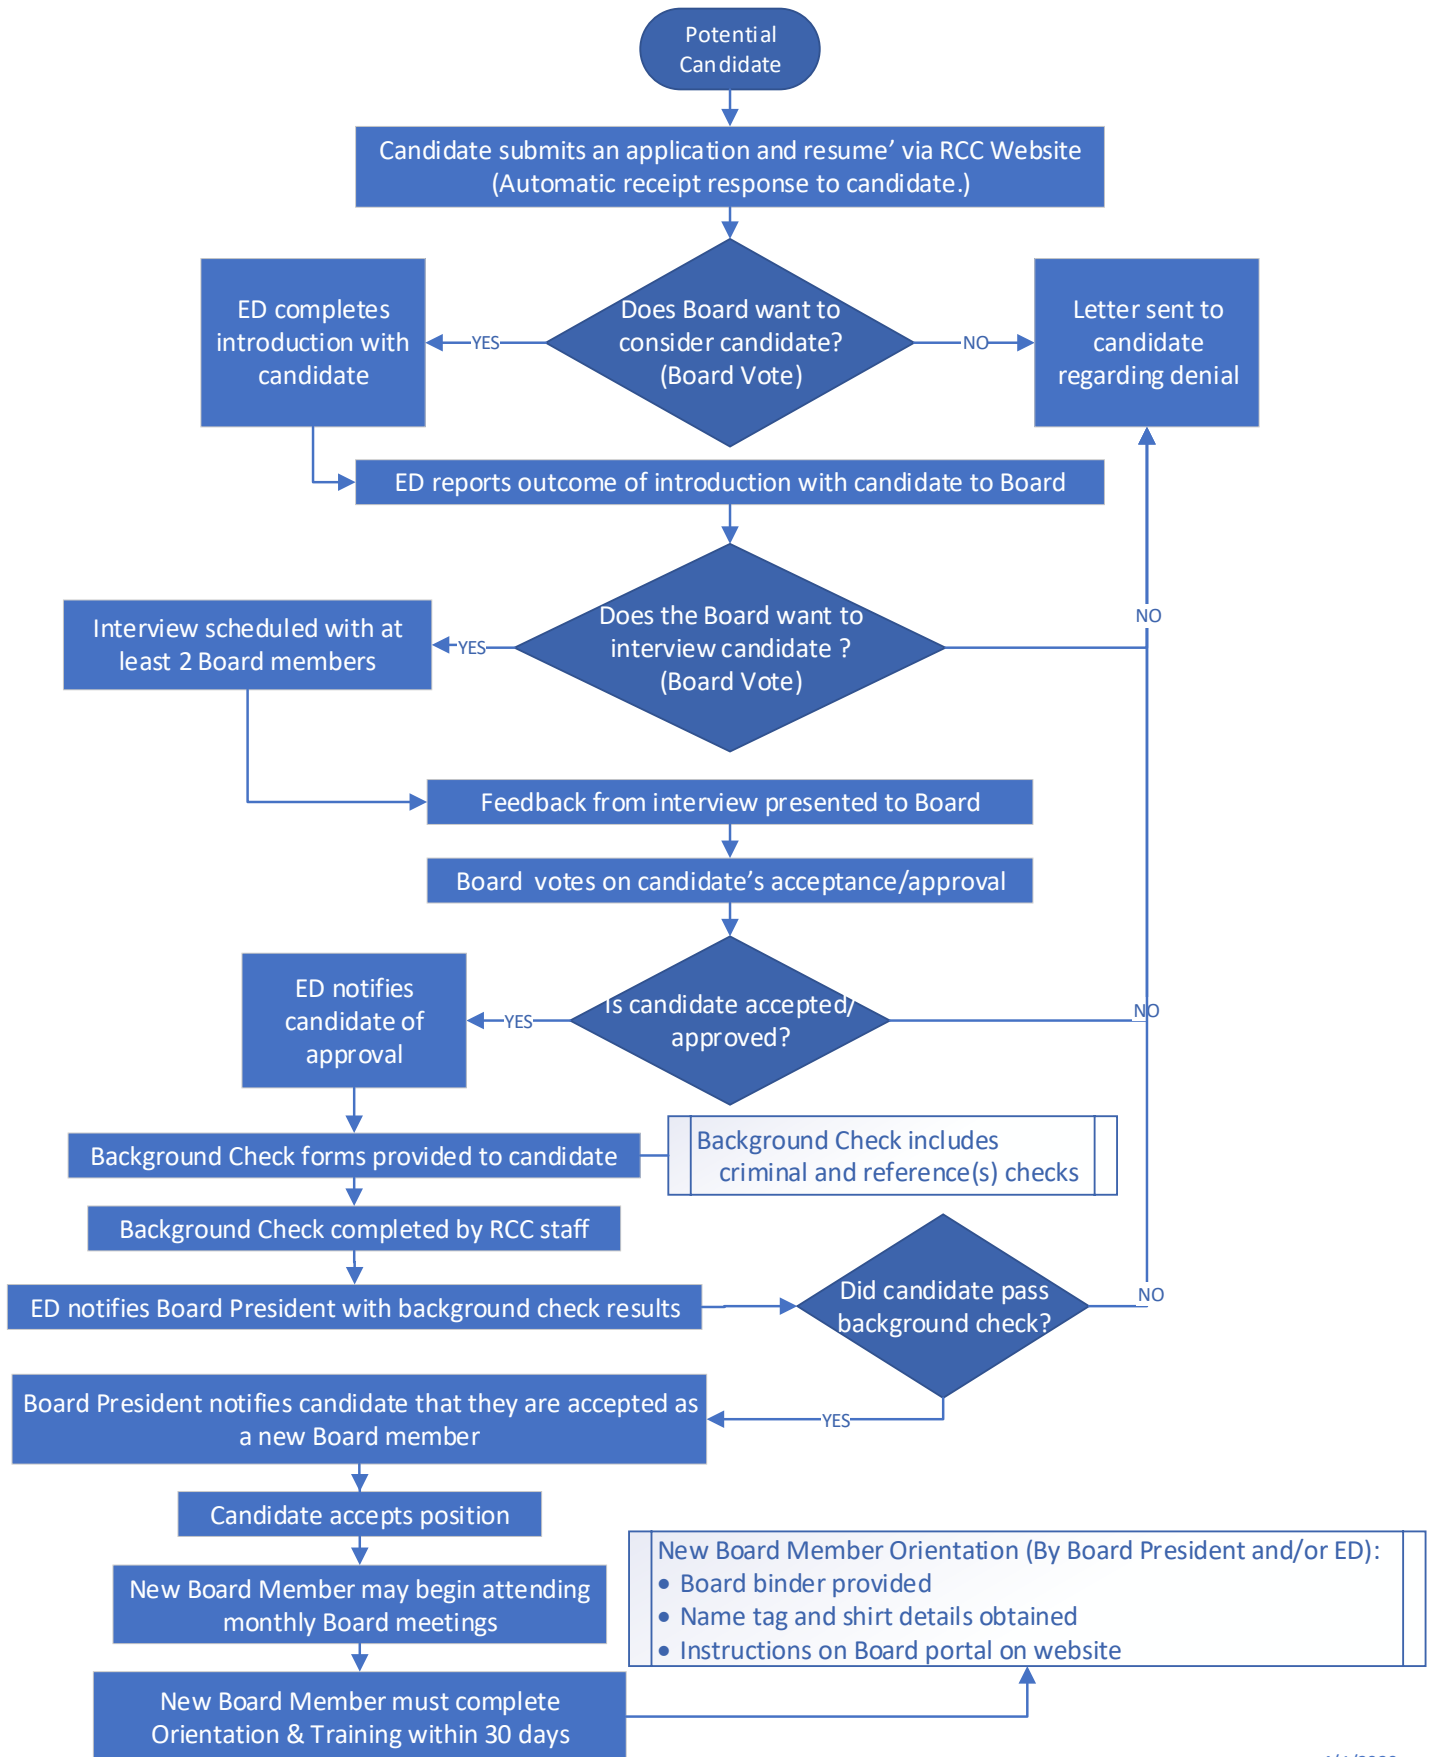 Potential
Candidate
Candidate submits an application and resume’ via RCC Website
(Automatic receipt response to candidate.)
ED completes
introduction with
candidate
YES
Does Board want to
consider candidate?
(Board Vote)
NO
Letter sent to
candidate
regarding denial
ED reports outcome of introduction with candidate to Board
Interview scheduled with at
least 2 Board members
YES
Does the Board want to
interview candidate ?
(Board Vote)
NO
Feedback from interview presented to Board
Board votes on candidate’s acceptance/approval
ED notifies
candidate of
approval
YES
Is candidate accepted/
approved?
NO
Background Check forms provided to candidate
Background Check includes
criminal and reference(s) checks
Background Check completed by RCC staff
ED notifies Board President with background check results
Did candidate pass
background check?
NO
Board President notifies candidate that they are accepted as
a new Board member
YES
Candidate accepts position
New Board Member may begin attending
monthly Board meetings
New Board Member Orientation (By Board President and/or ED):
• Board binder provided
• Name tag and shirt details obtained
• Instructions on Board portal on website
New Board Member must complete
Orientation & Training within 30 days